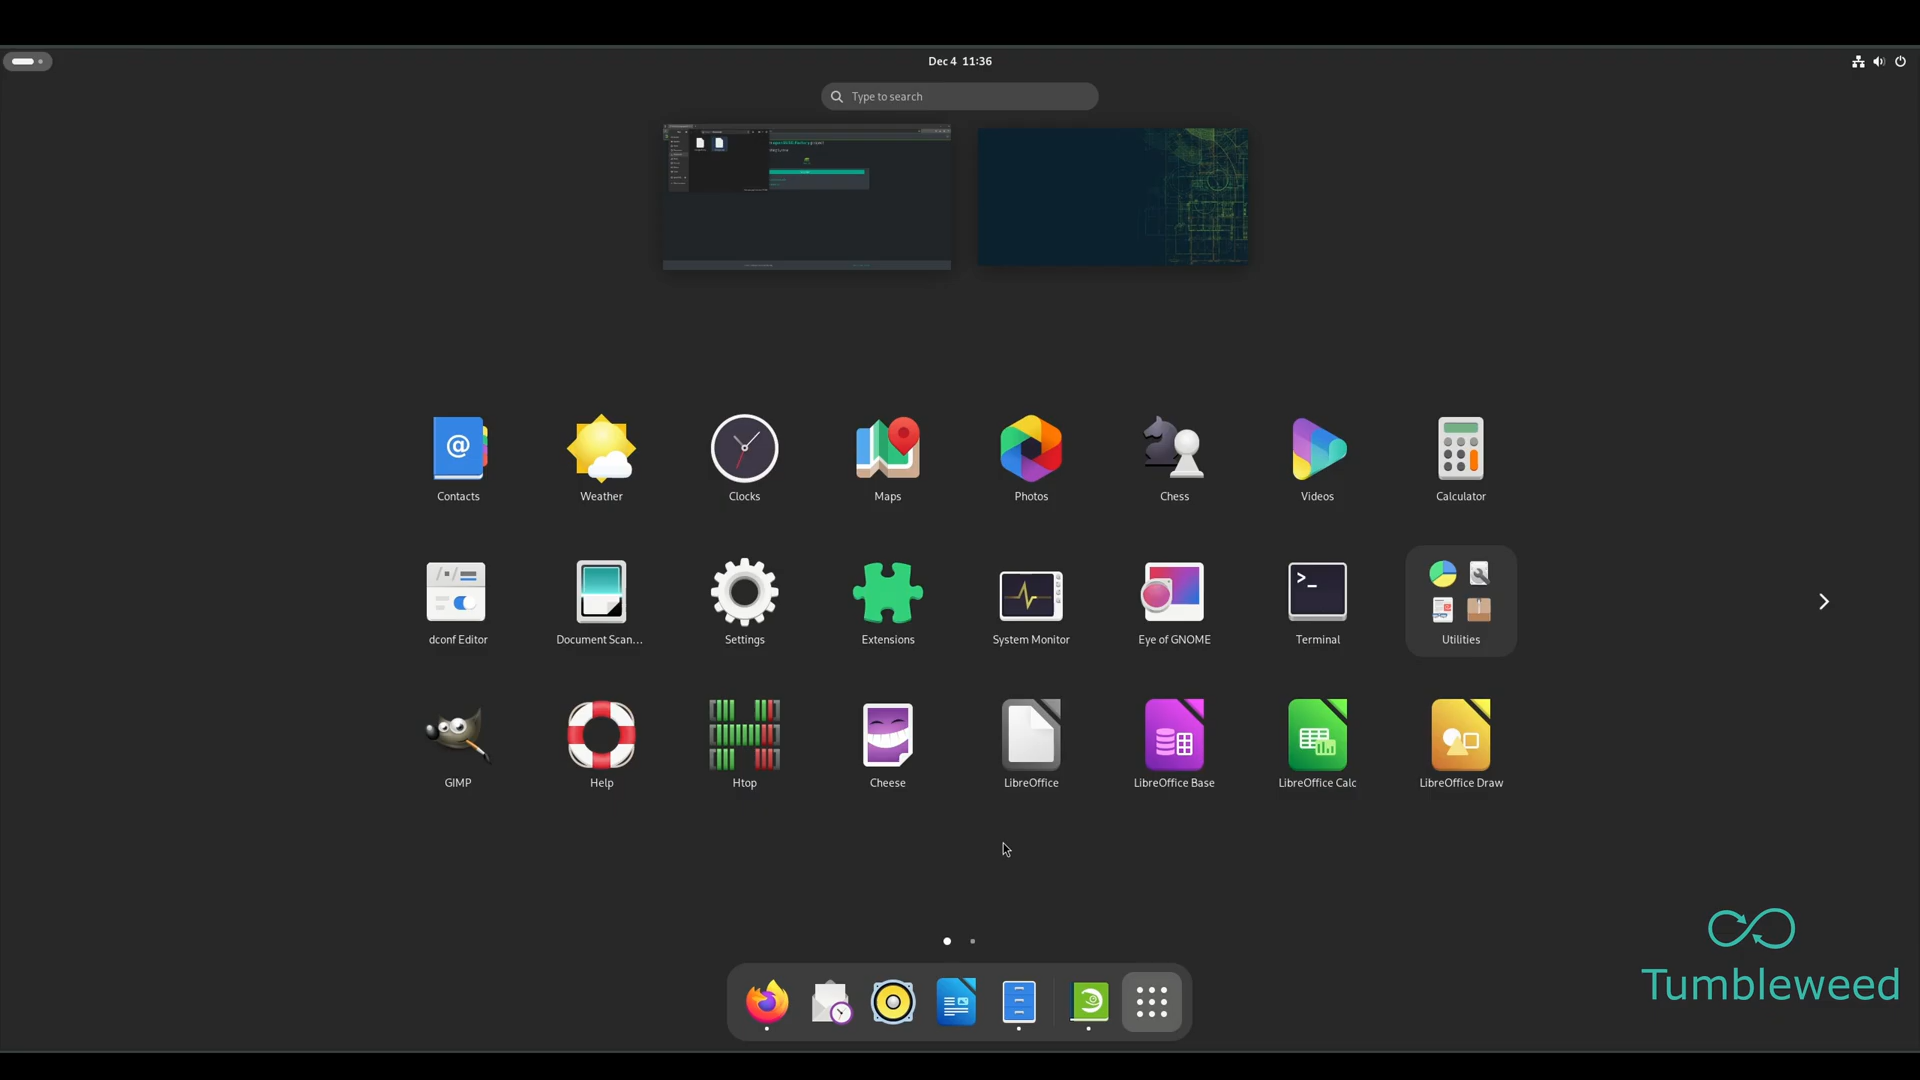 Dec 4 11:36
Type to search
Contacts
Weather
Clocks
Maps
Photos
Chess
Videos
Calculator
dconf Editor
Document Scan...
Settings
Extensions
System Monitor
Eye of GNOME
Terminal
Utilities
GIMP
Help
Htop
Cheese
LibreOffice
LibreOffice Base
LibreOffice Calc
LibreOffice Draw
Tumbleweed